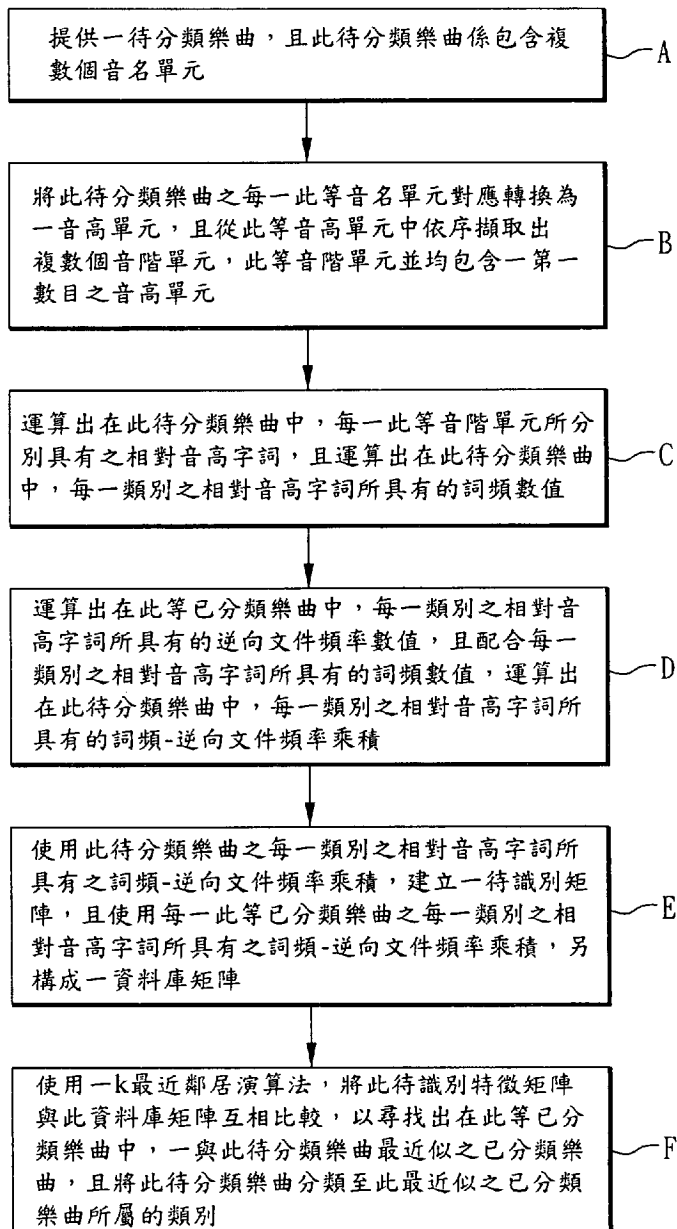 提供一待分類樂曲，且此待分類樂曲係包含複
數個音名單元
A
將此待分類樂曲之每一此等音名單元對應轉換為
一音高單元，且從此等音高單元中依序擷取出
複數個音階單元，此等音階單元並均包含一第一
數目之音高單元
B
運算出在此待分類樂曲中，每一此等音階單元所分
別具有之相對音高字詞，且運算出在此待分類樂曲
中，每一類別之相對音高字詞所具有的詞頻數值
C
運算出在此等已分類樂曲中，每一類別之相對音
高字詞所具有的逆向文件頻率數值，且配合每一
類別之相對音高字詞所具有的詞頻數值，運算出
在此待分類樂曲中，每一類別之相對音高字詞所
具有的詞頻-逆向文件頻率乘積
D
使用此待分類樂曲之每一類別之相對音高字詞所
具有之詞頻-逆向文件頻率乘積，建立一待識別矩
陣，且使用每一此等已分類樂曲之每一類別之相
對音高字詞所具有之詞頻-逆向文件頻率乘積，另
構成一資料庫矩陣
E
使用一k最近鄰居演算法，將此待識別特徵矩陣
與此資料庫矩陣互相比較，以尋找出在此等已分
類樂曲中，一與此待分類樂曲最近似之已分類樂
曲，且將此待分類樂曲分類至此最近似之已分類
樂曲所屬的類別
F